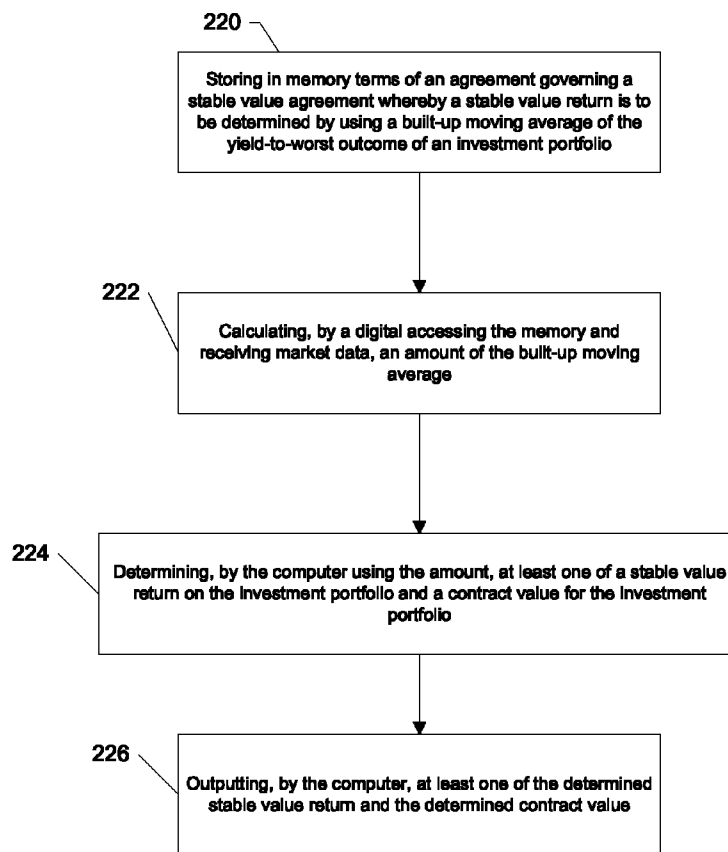 220
Storing in memory terms of an agreement governing a
stable value agreement whereby a stable value return is to
be determined by using a built-up moving average of the
yield-to-worst outcome of an investment portfolio
222
Calculating, by a digital accessing the memory and
receiving market data, an amount of the built-up moving
average
224
Determining, by the computer using the amount, at least one of a stable value
return on the investment portfolio and a contract value for the investment
portfolio
226
Outputting, by the computer, at least one of the determined
stable value return and the determined contract value